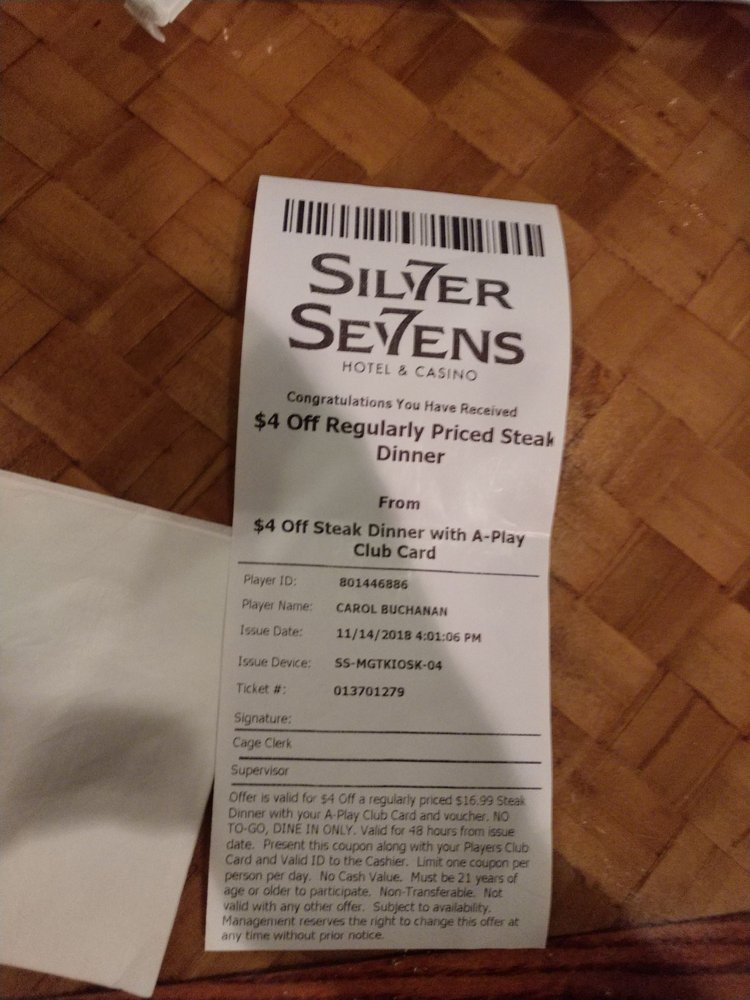 SILVER
SEVENS
HOTEL & CASINO
Congratulations You Have Received
$4 Off Regularly Priced Steak
Dinner
From
$4 Off Steak Dinner with A-Play
Club Card
Player ID: 801446886
Player Name: CAROL BUCHANAN
Issue Date: 11/14/2018 4:01:06 PM
Issue Device: SS-MGTKIOSK-04
Ticket #: 013701279
Signature:
Cage Clerk
Supervisor
Offer is valid for $4 Off a regularly priced $16.99 Steak
Dinner with your A-Play Club Card and voucher. NO
TO-GO, DINE IN ONLY. Valid for 48 hours from issue
date. Present this coupon along with your Players Club
Card and Valid ID to the Cashier. Limit one coupon per
person per day. No Cash Value. Must be 21 years of
age or older to participate. Non-Transferable. Not
valid with any other offer. Subject to availability.
Management reserves the right to change this offer at
any time without prior notice.